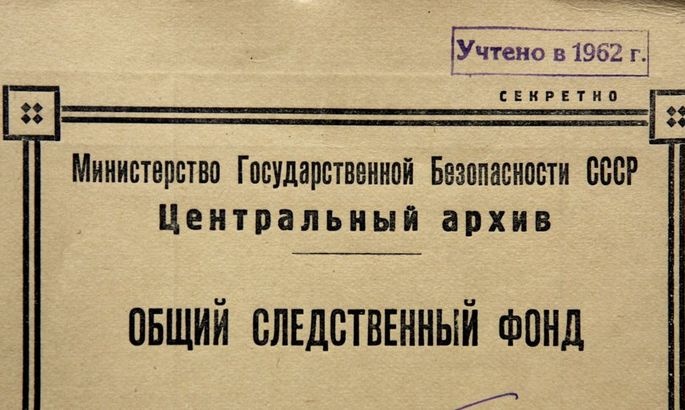 Учтено в 1962 г.
СЕКРЕТНО
Министерство Государственной Безопасности СССР
Центральный архив
ОБЩИЙ СЛЕДСТВЕННЫЙ ФОНД